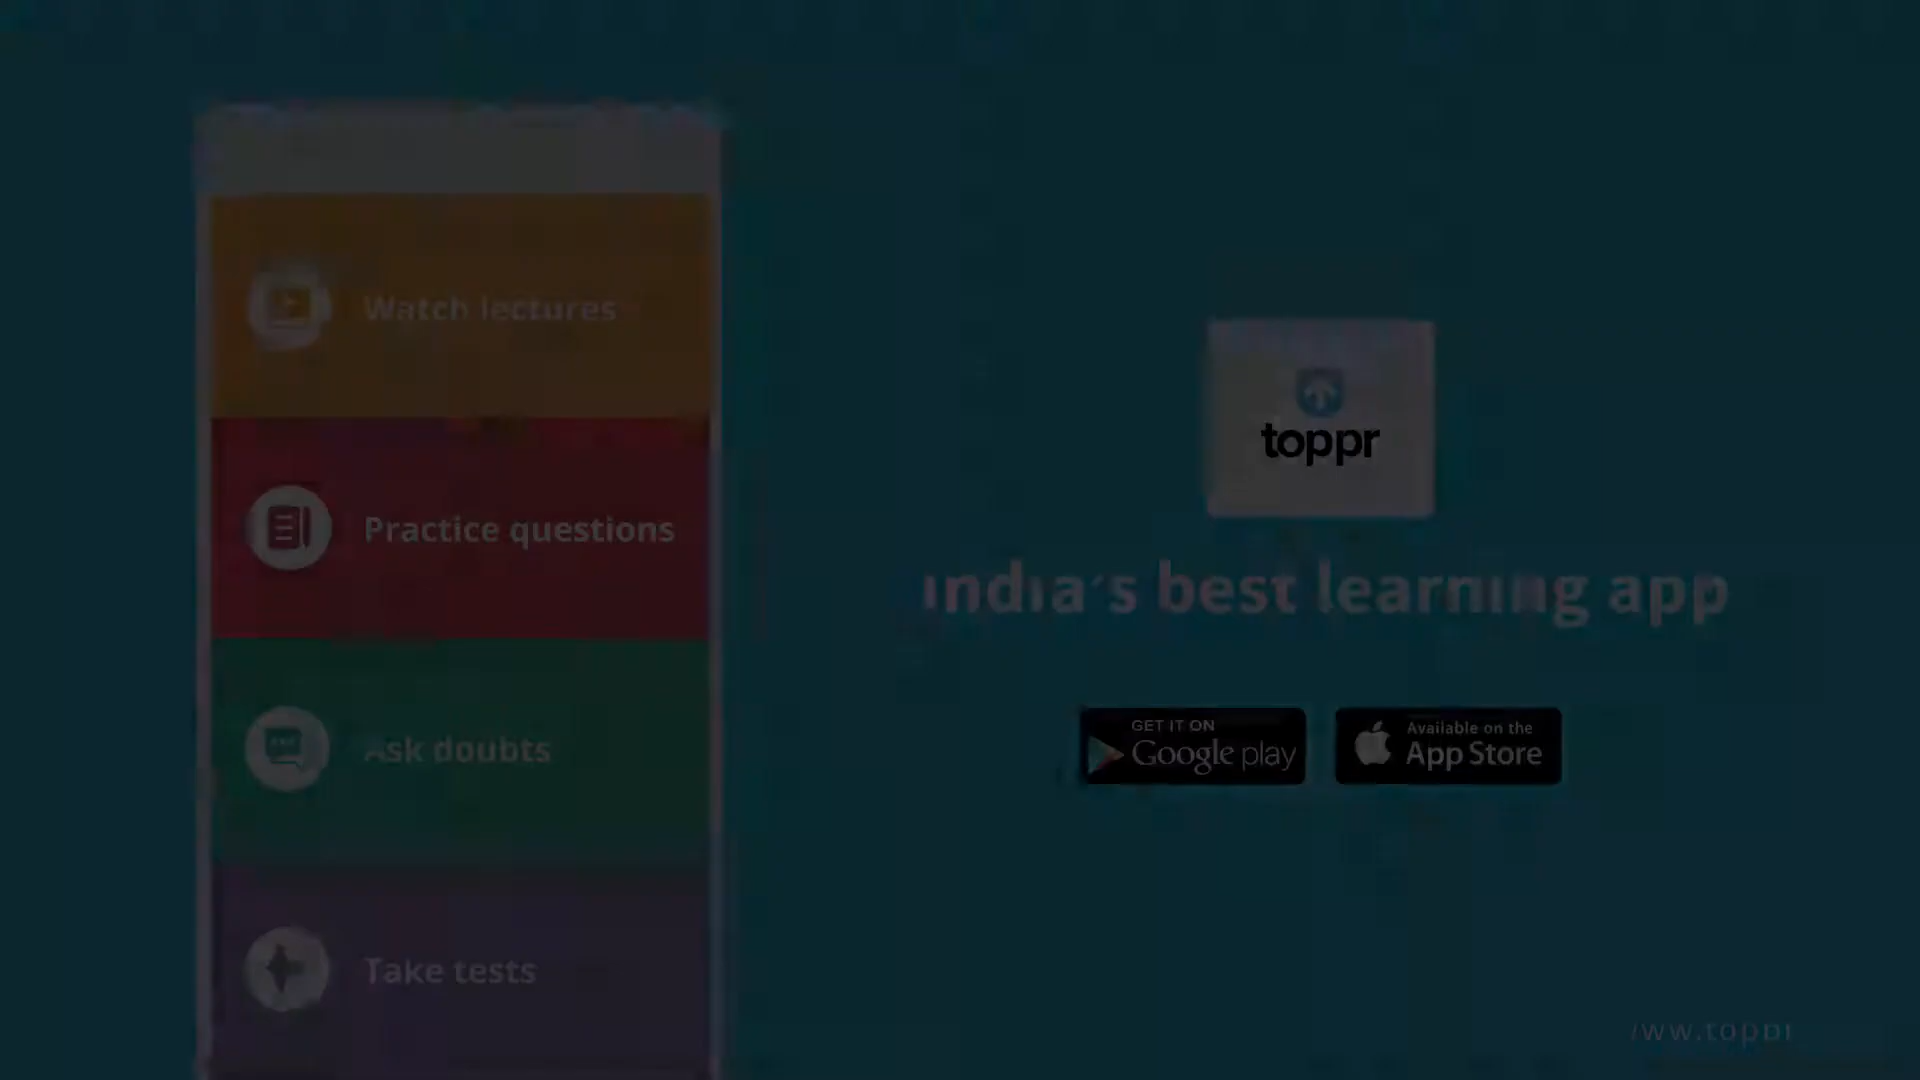 Watch lectures
Practice questions
Ask doubts
Take tests
toppr
india's best learning app
GET IT ON
Google play
Available on the
App Store